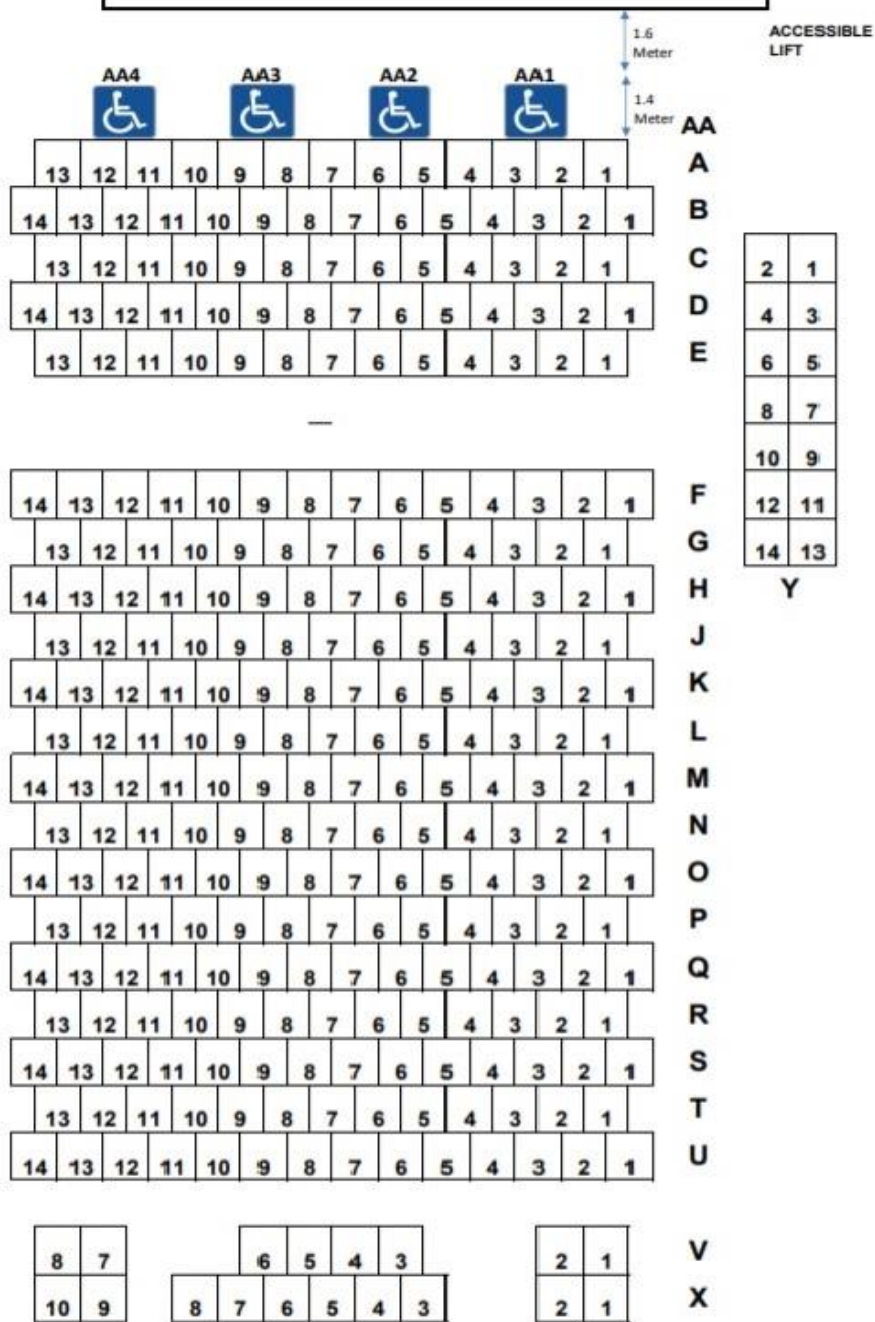 1.6
Meter
ACCESSIBLE
LIFT
AA4 AA3 AA2 AA1
1.4
Meter
AA
13 12 11 10 9 8 7 6 5 4 3 2 1 A
14 13 12 11 10 9 8 7 6 5 4 3 2 1 B
13 12 11 10 9 8 7 6 5 4 3 2 1 C 2 1
14 13 12 11 10 9 8 7 6 5 4 3 2 1 D 4 3
13 12 11 10 9 8 7 6 5 4 3 2 1 E 6 5
8 7
10 9
14 13 12 11 10 9 8 7 6 5 4 3 2 1 F 12 11
13 12 11 10 9 8 7 6 5 4 3 2 1 G 14 13
14 13 12 11 10 9 8 7 6 5 4 3 2 1 H Y
13 12 11 10 9 8 7 6 5 4 3 2 1 J
14 13 12 11 10 9 8 7 6 5 4 3 2 1 K
13 12 11 10 9 8 7 6 5 4 3 2 1 L
14 13 12 11 10 9 8 7 6 5 4 3 2 1 M
13 12 11 10 9 8 7 6 5 4 3 2 1 N
14 13 12 11 10 9 8 7 6 5 4 3 2 1 O
13 12 11 10 9 8 7 6 5 4 3 2 1 P
14 13 12 11 10 9 8 7 6 5 4 3 2 1 Q
13 12 11 10 9 8 7 6 5 4 3 2 1 R
14 13 12 11 10 9 8 7 6 5 4 3 2 1 S
13 12 11 10 9 8 7 6 5 4 3 2 1 T
14 13 12 11 10 9 8 7 6 5 4 3 2 1 U
8 7 6 5 4 3 2 1 V
10 9 8 7 6 5 4 3 2 1 X